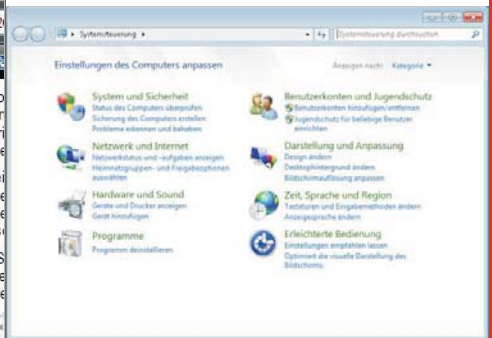 Systemsteuerung
Systemsteuerung durchsuchen
Einstellungen des Computers anpassen
Anzeigen nach: Kategorie
System und Sicherheit
Status des Computers überprüfen
Sicherung des Computers erstellen
Probleme erkennen und beheben
Netzwerk und Internet
Netzwerkstatus und -aufgaben anzeigen
Heimnetzgruppen- und Freigabeoptionen
auswählen
Hardware und Sound
Geräte und Drucker anzeigen
Gerät hinzufügen
Programme
Programm deinstallieren
Benutzerkonten und Jugendschutz
Benutzerkonten hinzufügen/entfernen
Jugendschutz für beliebige Benutzer
einrichten
Darstellung und Anpassung
Design ändern
Desktophintergrund ändern
Bildschirmauflösung anpassen
Zeit, Sprache und Region
Tastaturen und Eingabemethoden ändern
Anzeigesprache ändern
Erleichterte Bedienung
Einstellungen empfehlen lassen
Optimiert die visuelle Darstellung des
Bildschirms.